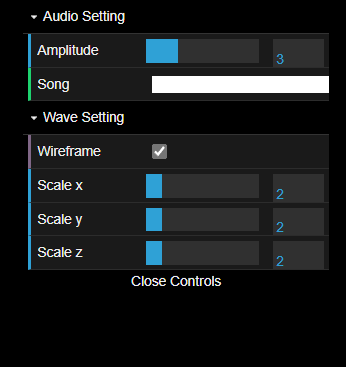 Audio Setting
Amplitude 3
Song
Wave Setting
Wireframe
Scale x 2
Scale y 2
Scale z 2
Close Controls